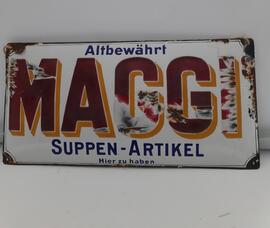 Altbewährt
MAGGI
SUPPEN-ARTIKEL
Hier zu haben